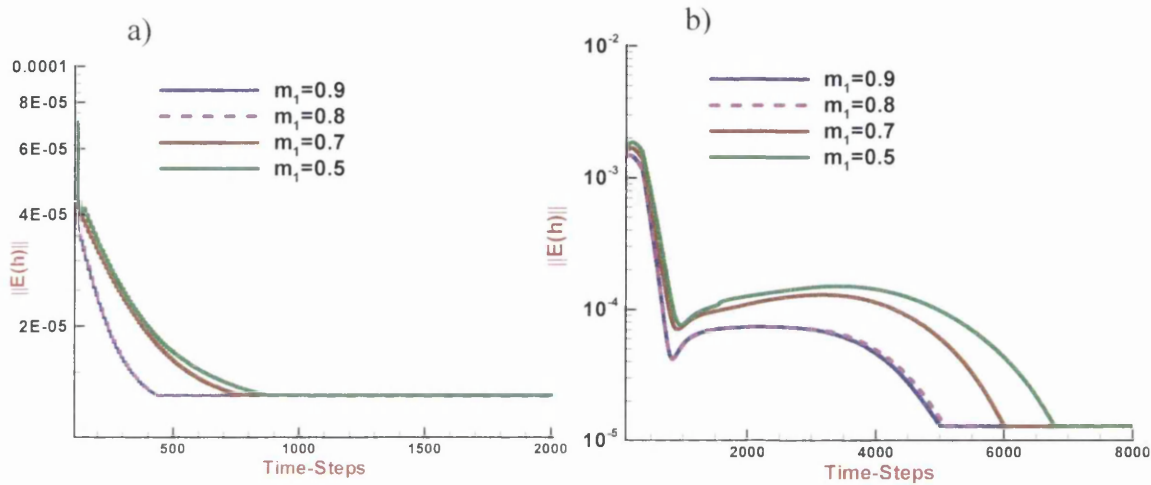 a)
0.0001
8E-05
6E-05
4E-05
2E-05
||E(h)||
m₁=0.9
m₁=0.8
m₁=0.7
m₁=0.5
500
1000
1500
2000
Time-Steps
b)
10⁻²
10⁻³
10⁻⁴
10⁻⁵
||E(h)||
m₁=0.9
m₁=0.8
m₁=0.7
m₁=0.5
2000
4000
6000
8000
Time-Steps